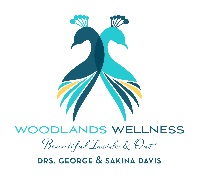 WOODLANDS WELLNESS
Beautiful Inside & Out
DRS. GEORGE & SAKINA DAVIS